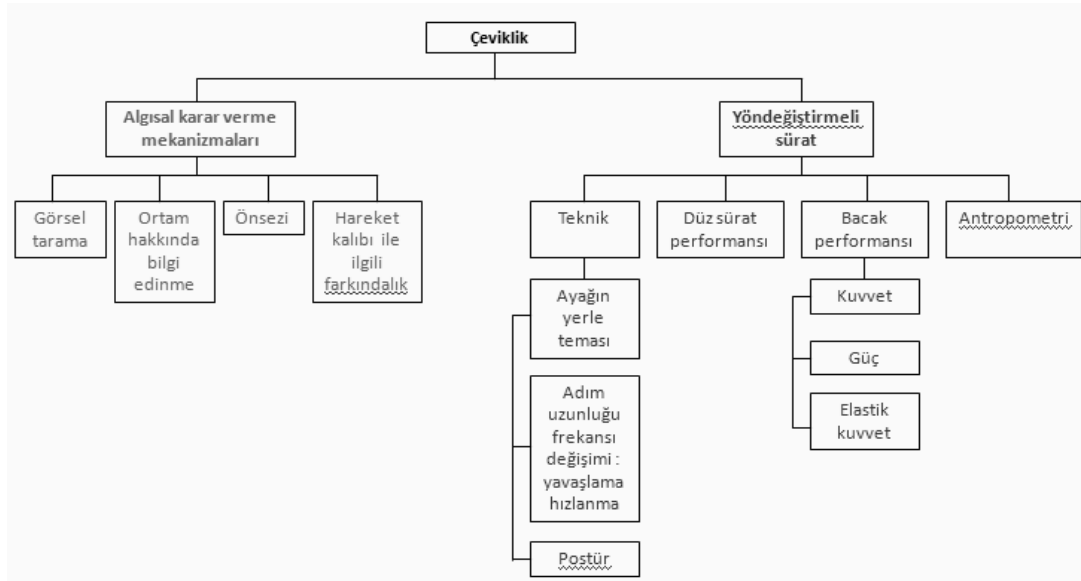 Çeviklik
Algısal karar verme
mekanizmaları
Yöndeğiştirmeli
sürat
Görsel
tarama
Ortam
hakkında
bilgi
edinme
Önsezi
Hareket
kalıbı ile
ilgili
farkındalık
Teknik
Düz sürat
performansı
Bacak
performansı
Antropometri
Ayağın
yerle
teması
Adım
uzunluğu
frekansı
değişimi :
yavaşlama
hızlanma
Postür
Kuvvet
Güç
Elastik
kuvvet